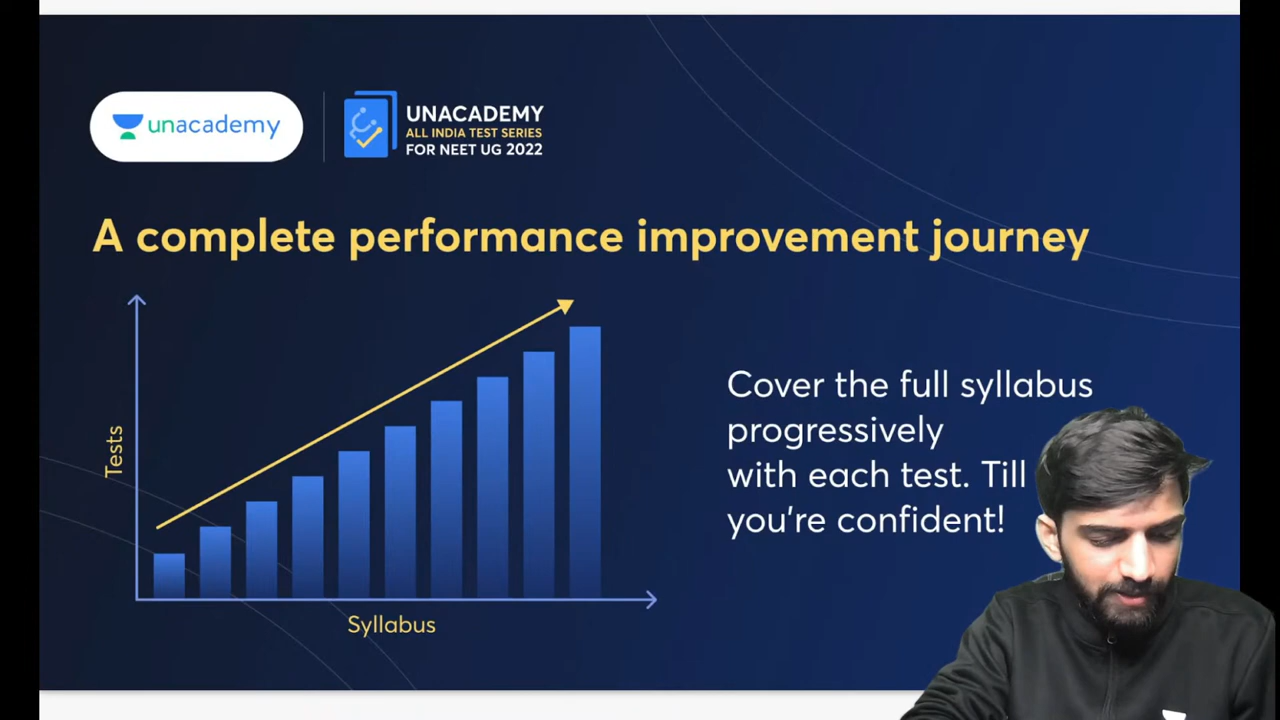 unacademy
UNACADEMY
ALL INDIA TEST SERIES
FOR NEET UG 2022
A complete performance improvement journey
Tests
Syllabus
Cover the full syllabus
progressively
with each test. Till
you're confident!